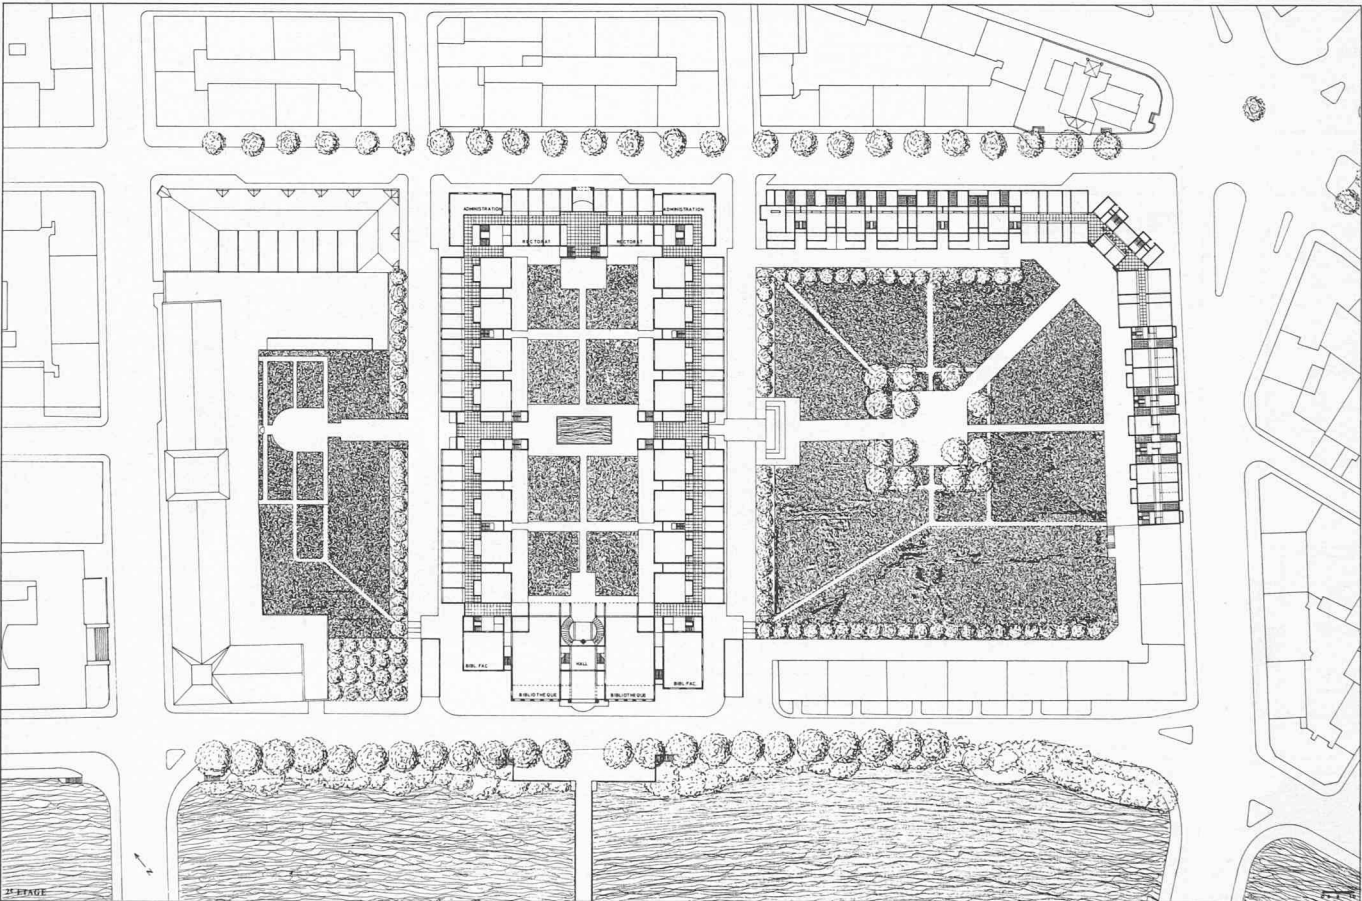 ADMINISTRATION
ADMINISTRATION
RECTORAT
RECTORAT
BIBL FAC.
HALL
BIBL FAC.
BIBLIOTHEQUE
BIBLIOTHEQUE
N
2E ETAGE